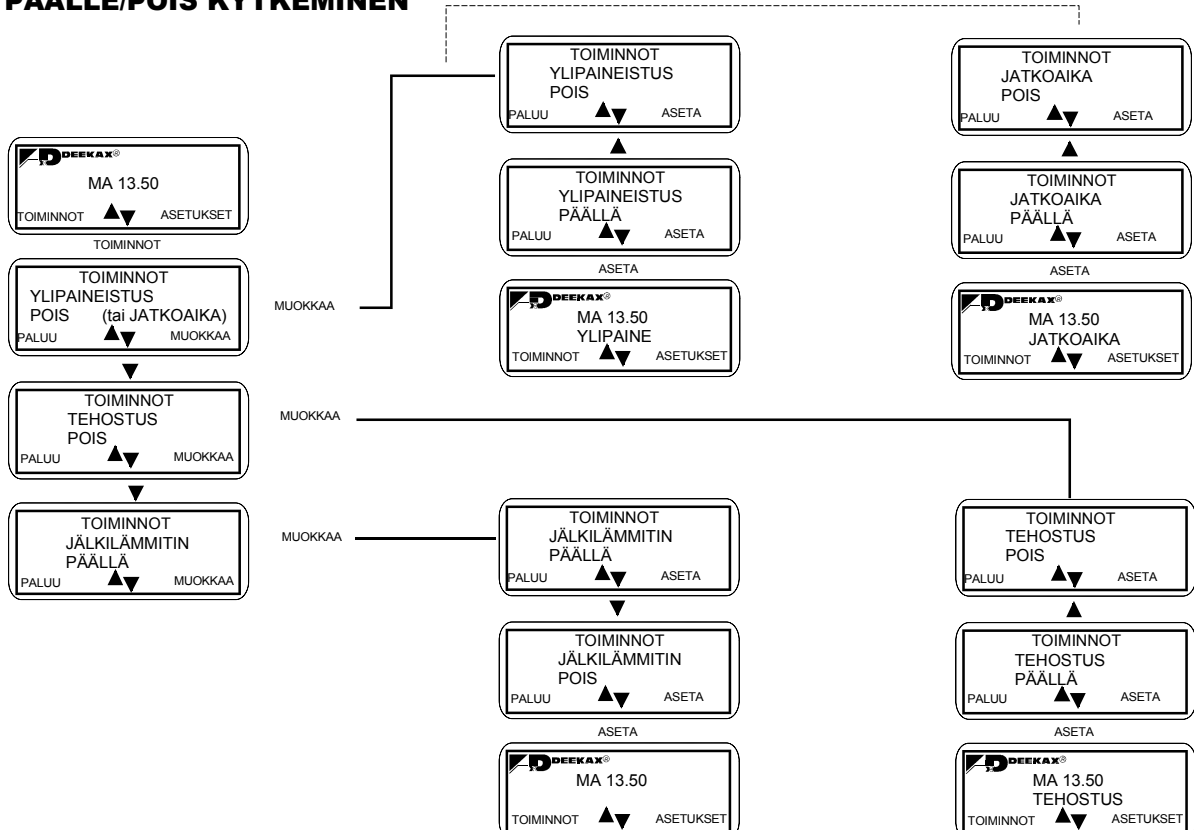 PÄÄLLE/POIS KYTKEMINEN
DEEKAX®
MA 13.50
TOIMINNOT ▲▼ ASETUKSET
TOIMINNOT
TOIMINNOT
YLIPAINEISTUS
POIS (tai JATKOAIKA)
PALUU ▲▼ MUOKKAA
▼
TOIMINNOT
TEHOSTUS
POIS
PALUU ▲▼ MUOKKAA
▼
TOIMINNOT
JÄLKILÄMMITIN
PÄÄLLÄ
PALUU ▲▼ MUOKKAA
MUOKKAA
MUOKKAA
MUOKKAA
TOIMINNOT
YLIPAINEISTUS
POIS
PALUU ▲▼ ASETA
▲
TOIMINNOT
YLIPAINEISTUS
PÄÄLLÄ
PALUU ▲▼ ASETA
ASETA
DEEKAX®
MA 13.50
YLIPAINE
TOIMINNOT ▲▼ ASETUKSET
TOIMINNOT
JATKOAIKA
POIS
PALUU ▲▼ ASETA
▲
TOIMINNOT
JATKOAIKA
PÄÄLLÄ
PALUU ▲▼ ASETA
ASETA
DEEKAX®
MA 13.50
JATKOAIKA
TOIMINNOT ▲▼ ASETUKSET
TOIMINNOT
JÄLKILÄMMITIN
PÄÄLLÄ
PALUU ▲▼ ASETA
▼
TOIMINNOT
JÄLKILÄMMITIN
POIS
PALUU ▲▼ ASETA
ASETA
DEEKAX®
MA 13.50
TOIMINNOT ▲▼ ASETUKSET
TOIMINNOT
TEHOSTUS
POIS
PALUU ▲▼ ASETA
▲
TOIMINNOT
TEHOSTUS
PÄÄLLÄ
PALUU ▲▼ ASETA
ASETA
DEEKAX®
MA 13.50
TEHOSTUS
TOIMINNOT ▲▼ ASETUKSET